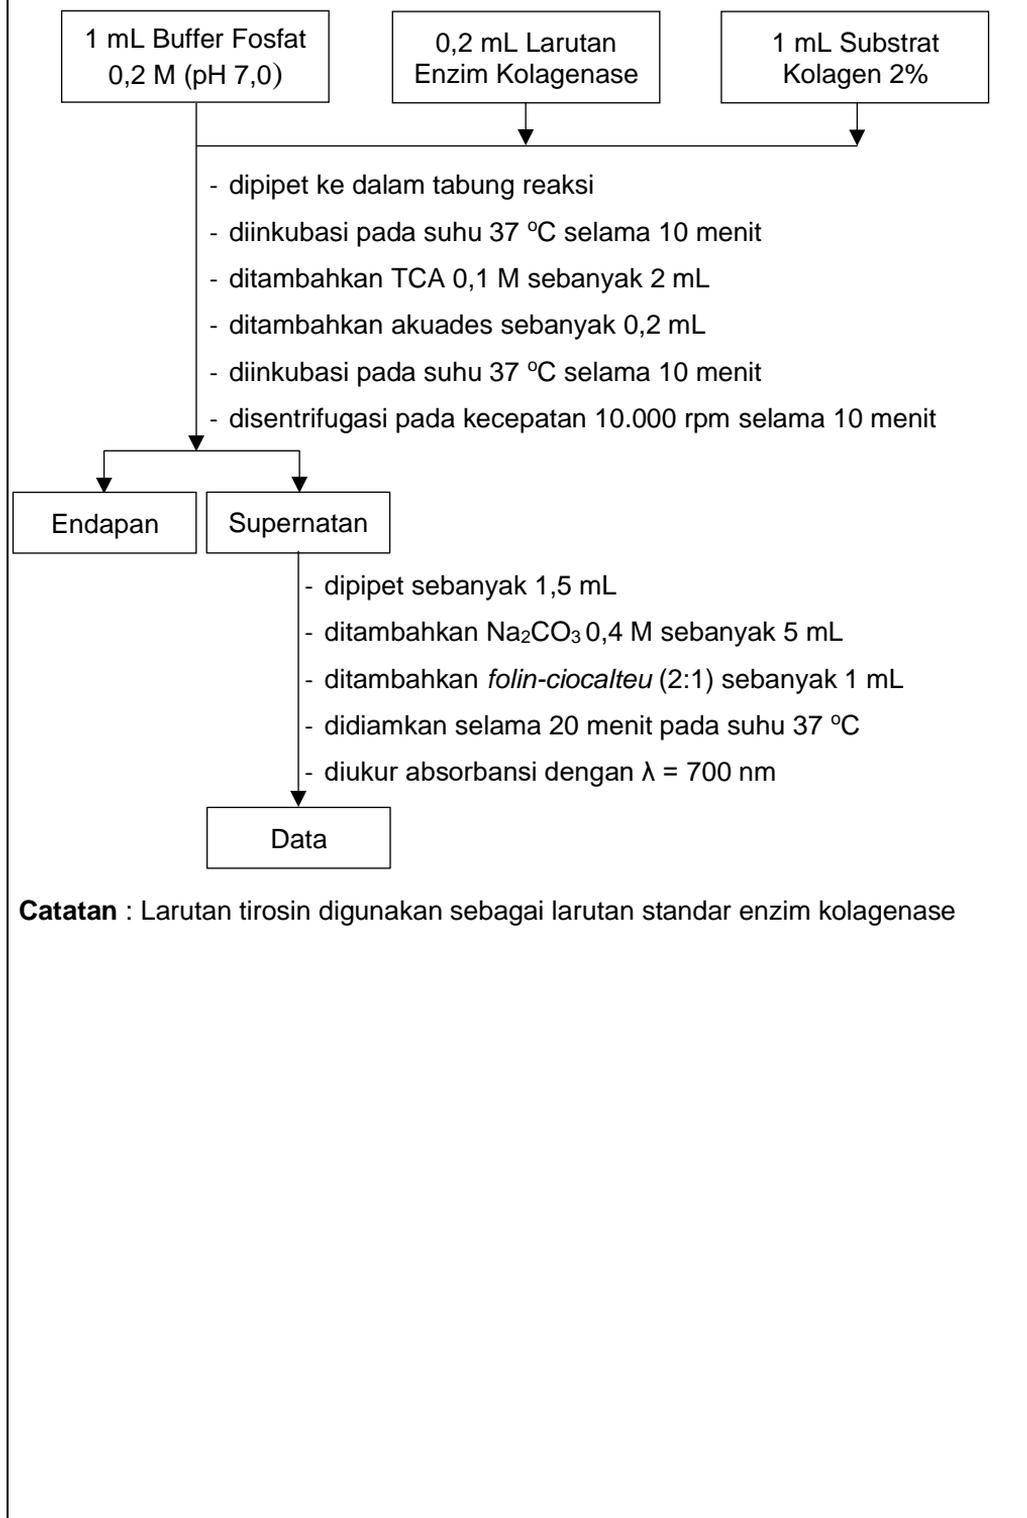 1 mL Buffer Fosfat
0,2 M (pH 7,0)
0,2 mL Larutan
Enzim Kolagenase
1 mL Substrat
Kolagen 2%
- dipipet ke dalam tabung reaksi
- diinkubasi pada suhu 37 ᵒC selama 10 menit
- ditambahkan TCA 0,1 M sebanyak 2 mL
- ditambahkan akuades sebanyak 0,2 mL
- diinkubasi pada suhu 37 ᵒC selama 10 menit
- disentrifugasi pada kecepatan 10.000 rpm selama 10 menit
Endapan
Supernatan
- dipipet sebanyak 1,5 mL
- ditambahkan Na₂CO₃ 0,4 M sebanyak 5 mL
- ditambahkan folin-ciocalteu (2:1) sebanyak 1 mL
- didiamkan selama 20 menit pada suhu 37 ᵒC
- diukur absorbansi dengan λ = 700 nm
Data
Catatan : Larutan tirosin digunakan sebagai larutan standar enzim kolagenase